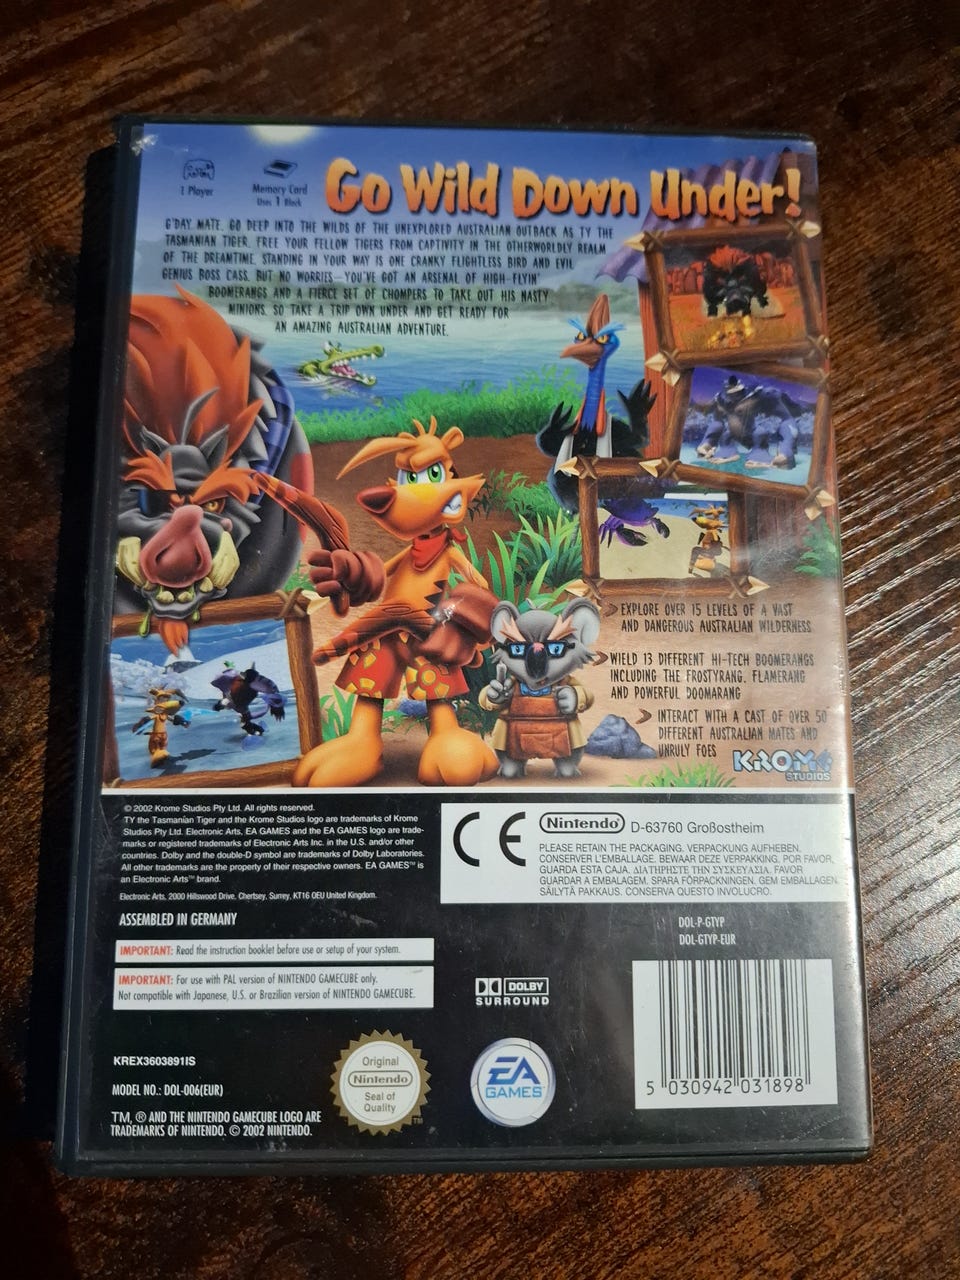 1 Player
Memory Card
Uses 1 Block
Go Wild Down Under!
G'DAY, MATE. GO DEEP INTO THE WILDS OF THE UNEXPLORED AUSTRALIAN OUTBACK AS TY THE
TASMANIAN TIGER. FREE YOUR FELLOW TIGERS FROM CAPTIVITY IN THE OTHERWORLDLY REALM
OF THE DREAMTIME. STANDING IN YOUR WAY IS ONE CRANKY FLIGHTLESS BIRD AND EVIL
GENIUS BOSS CASS. BUT NO WORRIES—YOU'VE GOT AN ARSENAL OF HIGH-FLYIN'
BOOMERANGS AND A FIERCE SET OF CHOMPERS TO TAKE OUT HIS NASTY
MINIONS. SO TAKE A TRIP OWN UNDER AND GET READY FOR
AN AMAZING AUSTRALIAN ADVENTURE.
EXPLORE OVER 15 LEVELS OF A VAST
AND DANGEROUS AUSTRALIAN WILDERNESS
WIELD 13 DIFFERENT HI-TECH BOOMERANGS
INCLUDING THE FROSTYRANG, FLAMERANG
AND POWERFUL DOOMARANG
INTERACT WITH A CAST OF OVER 50
DIFFERENT AUSTRALIAN MATES AND
UNRULY FOES
KROME
STUDIOS
© 2002 Krome Studios Pty Ltd. All rights reserved.
TY the Tasmanian Tiger and the Krome Studios logo are trademarks of Krome
Studios Pty Ltd. Electronic Arts, EA GAMES and the EA GAMES logo are trade-
marks or registered trademarks of Electronic Arts Inc. in the U.S. and/or other
countries. Dolby and the double-D symbol are trademarks of Dolby Laboratories.
All other trademarks are the property of their respective owners. EA GAMES™ is
an Electronic Arts™ brand.
Electronic Arts, 2000 Hillswood Drive, Chertsey, Surrey, KT16 0EU United Kingdom.
ASSEMBLED IN GERMANY
IMPORTANT: Read the instruction booklet before use or setup of your system.
IMPORTANT: For use with PAL version of NINTENDO GAMECUBE only.
Not compatible with Japanese, U.S. or Brazilian version of NINTENDO GAMECUBE.
KREX3603891IS
MODEL NO.: DOL-006(EUR)
TM, ® AND THE NINTENDO GAMECUBE LOGO ARE
TRADEMARKS OF NINTENDO. © 2002 NINTENDO.
CE
Nintendo® D-63760 Großostheim
PLEASE RETAIN THE PACKAGING. VERPACKUNG AUFHEBEN.
CONSERVER L'EMBALLAGE. BEWAAR DEZE VERPAKKING. POR FAVOR,
GUARDA ESTA CAJA. ΔΙΑΤΗΡΗΣΤΕ ΤΗΝ ΣΥΣΚΕΥΑΣΙΑ. FAVOR
GUARDAR A EMBALAGEM. SPARA FÖRPACKNINGEN. GEM EMBALLAGEN.
SÄILYTÄ PAKKAUS. CONSERVA QUESTO INVOLUCRO.
DOL-P-GTYP
DOL-GTYP-EUR
DOLBY
SURROUND
Original
Nintendo®
Seal of
Quality
TM
EA
GAMES™
5 030942 031898